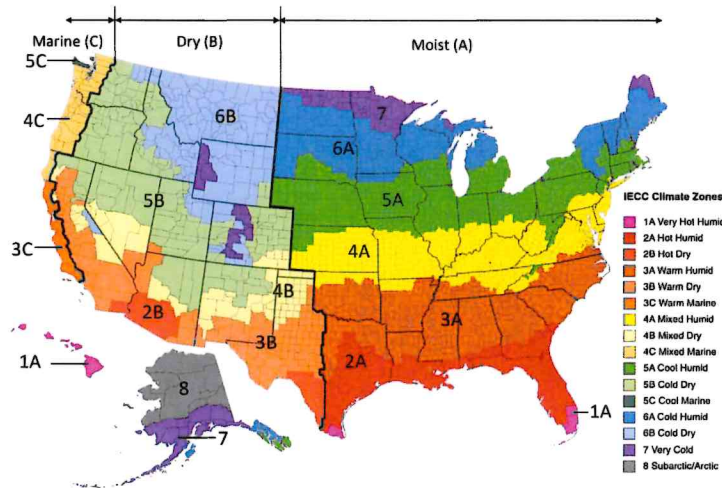 Marine (C)
Dry (B)
Moist (A)
5C
4C
6B
7
6A
5B
5A
3C
4A
4B
2B
3B
3A
1A
2A
8
1A
7
IECC Climate Zones
1A Very Hot Humid
2A Hot Humid
2B Hot Dry
3A Warm Humid
3B Warm Dry
3C Warm Marine
4A Mixed Humid
4B Mixed Dry
4C Mixed Marine
5A Cool Humid
5B Cold Dry
5C Cool Marine
6A Cold Humid
6B Cold Dry
7 Very Cold
8 Subarctic/Arctic